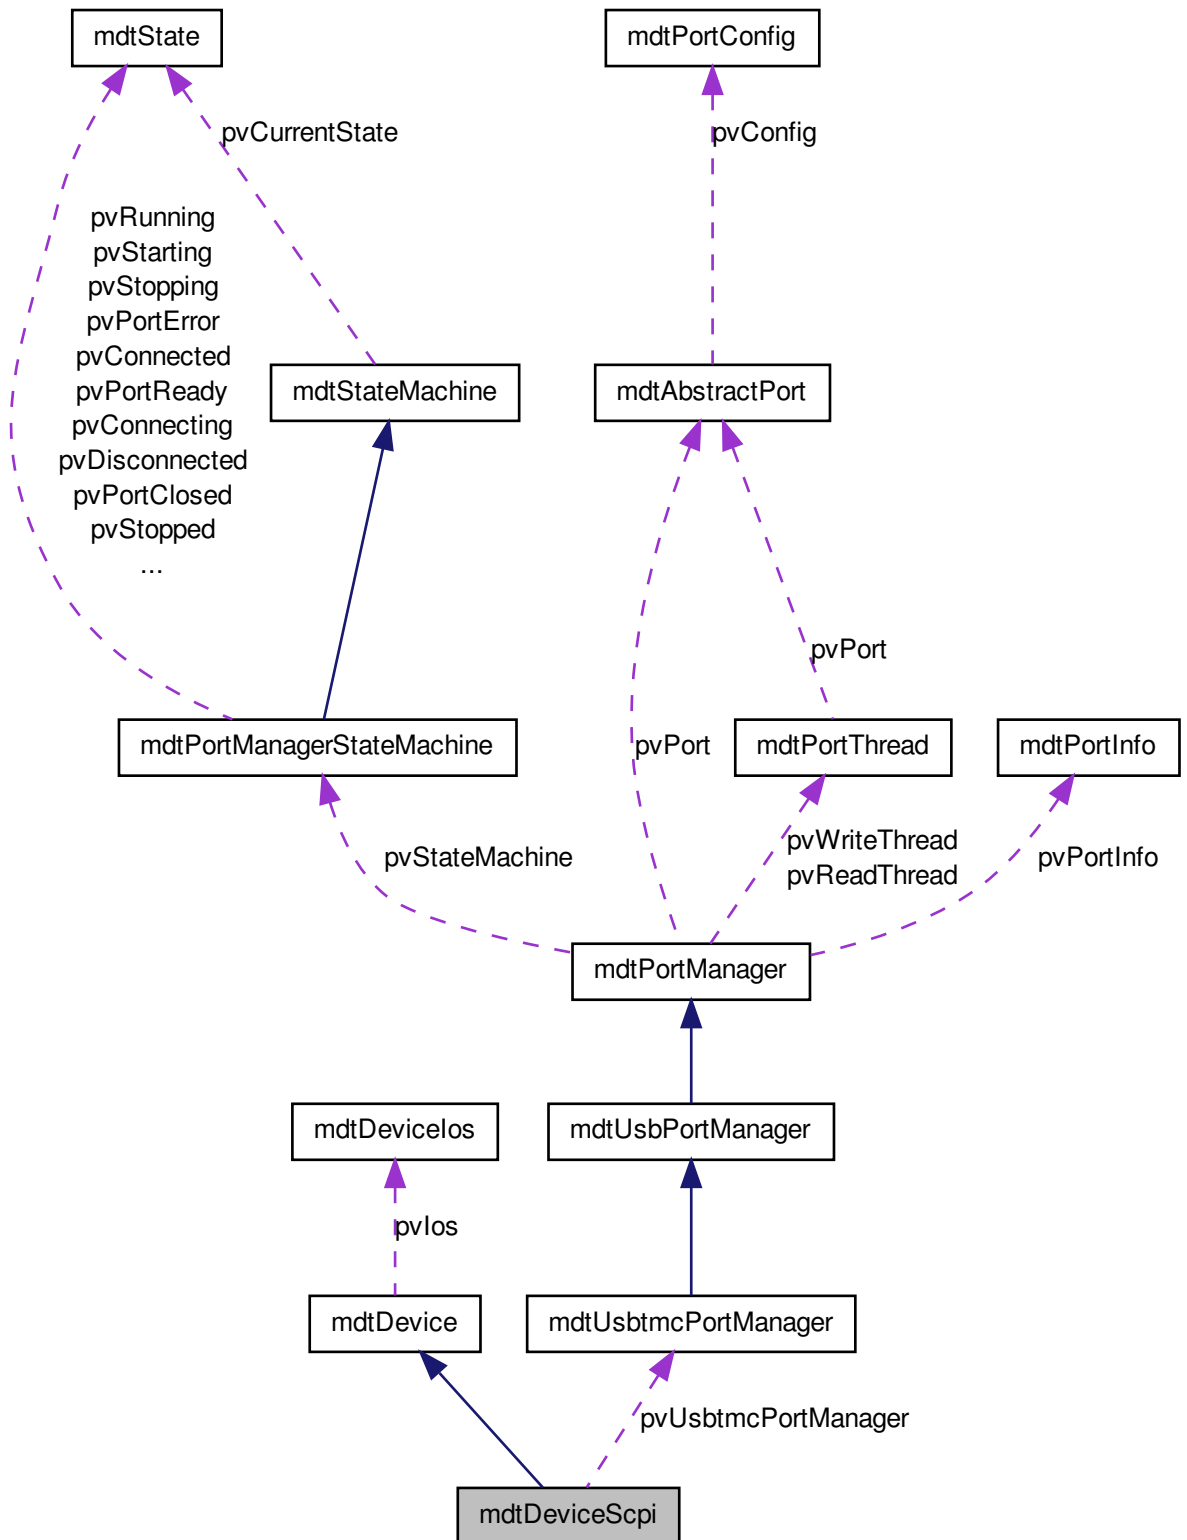 mdtState
mdtPortConfig
pvCurrentState
pvConfig
pvRunning
pvStarting
pvStopping
pvPortError
pvConnected
pvPortReady
pvConnecting
pvDisconnected
pvPortClosed
pvStopped
...
mdtStateMachine
mdtAbstractPort
pvPort
mdtPortManagerStateMachine
pvPort
mdtPortThread
mdtPortInfo
pvStateMachine
pvWriteThread
pvReadThread
pvPortInfo
mdtPortManager
mdtDeviceIos
mdtUsbPortManager
pvIos
mdtDevice
mdtUsbtmcPortManager
pvUsbtmcPortManager
mdtDeviceScpi